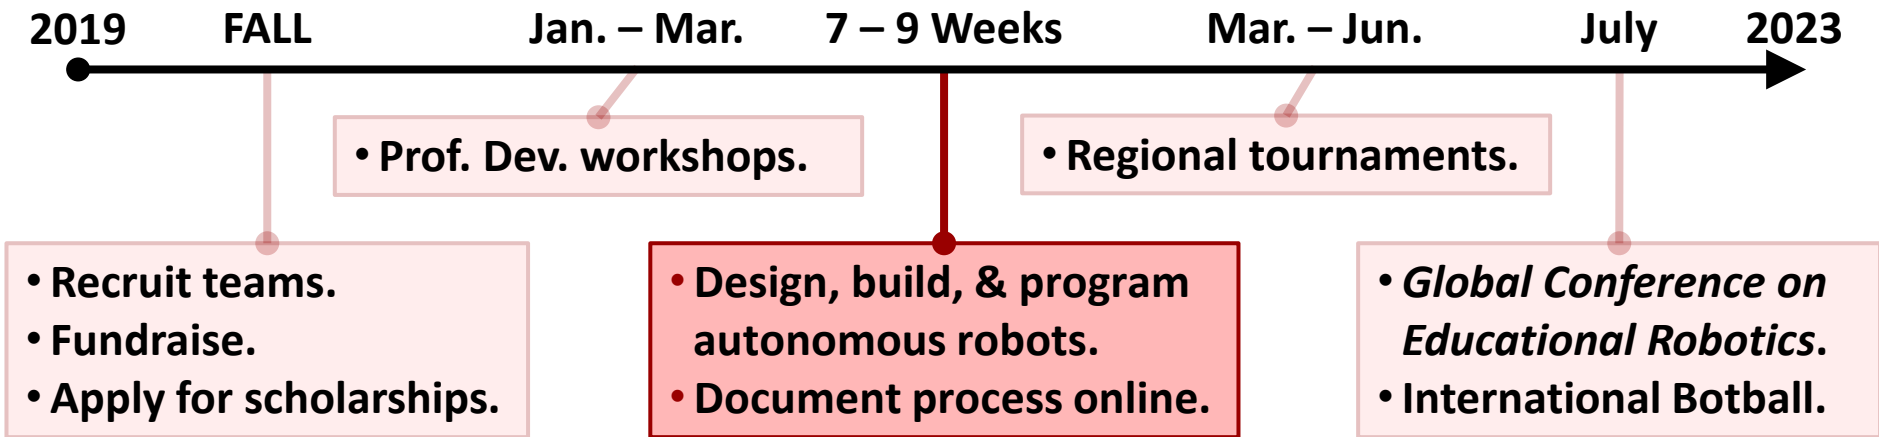 2019 FALL Jan. – Mar. 7 – 9 Weeks Mar. – Jun. July 2023
• Prof. Dev. workshops.
• Regional tournaments.
• Recruit teams.
• Fundraise.
• Apply for scholarships.
• Design, build, & program
autonomous robots.
• Document process online.
• Global Conference on
Educational Robotics.
• International Botball.